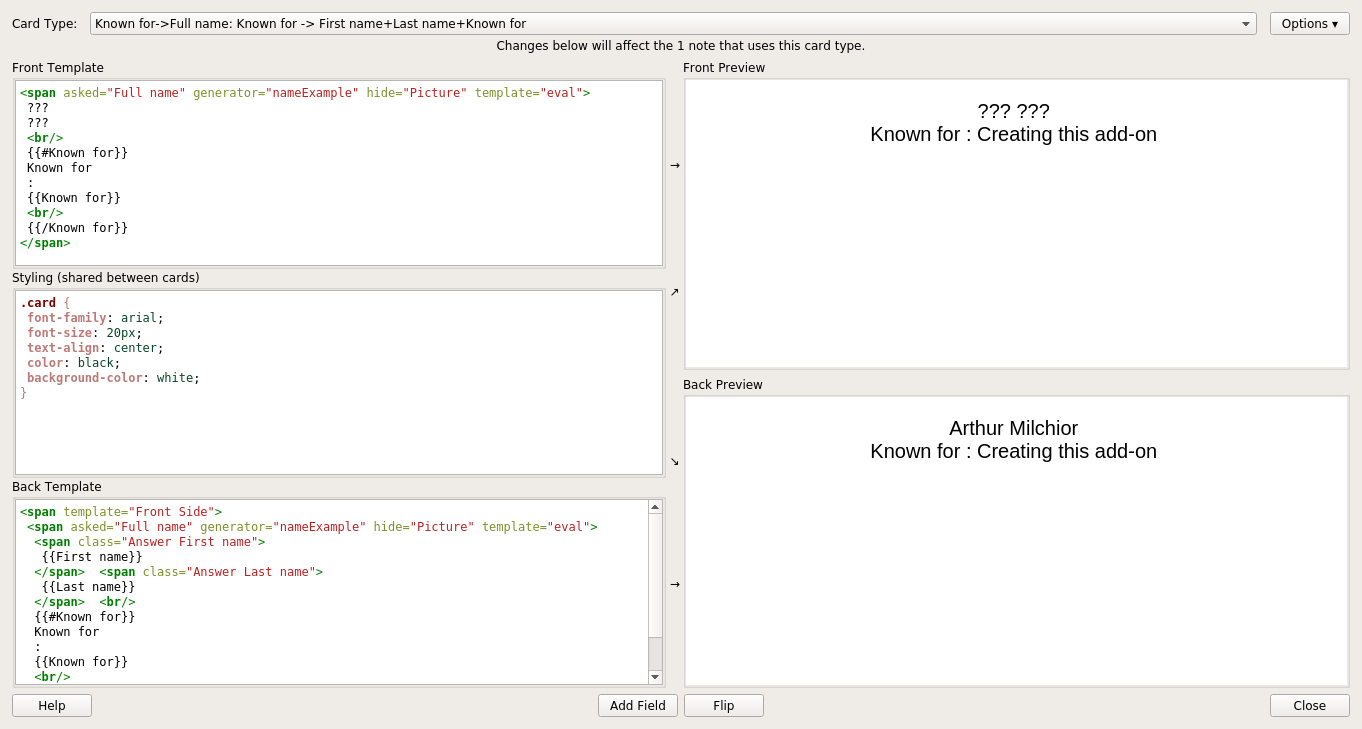 Card Type: Known for->Full name: Known for -> First name+Last name+Known for Options ▾
Changes below will affect the 1 note that uses this card type.
Front Template
<span asked="Full name" generator="nameExample" hide="Picture" template="eval">
???
???
<br/>
{{#Known for}}
Known for
:
{{Known for}}
<br/>
{{/Known for}}
</span>
Styling (shared between cards)
.card {
font-family: arial;
font-size: 20px;
text-align: center;
color: black;
background-color: white;
}
Back Template
<span template="Front Side">
<span asked="Full name" generator="nameExample" hide="Picture" template="eval">
<span class="Answer First name">
{{First name}}
</span> <span class="Answer Last name">
{{Last name}}
</span> <br/>
{{#Known for}}
Known for
:
{{Known for}}
<br/>
→
↗
↘
→
Front Preview
??? ???
Known for : Creating this add-on
Back Preview
Arthur Milchior
Known for : Creating this add-on
Help Add Field Flip Close